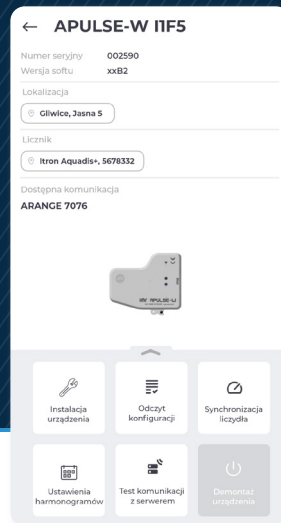 APULSE-W I1F5
Numer seryjny 002590
Wersja softu xxB2
Lokalizacja
Gliwice, Jasna 5
Licznik
Itron Aquadis+, 5678332
Dostępna komunikacja
ARANGE 7076
APULSE-W
Instalacja
urządzenia
Odczyt
konfiguracji
Synchronizacja
liczydła
Ustawienia
harmonogramów
Test komunikacji
z serwerem
Demontaż
urządzenia